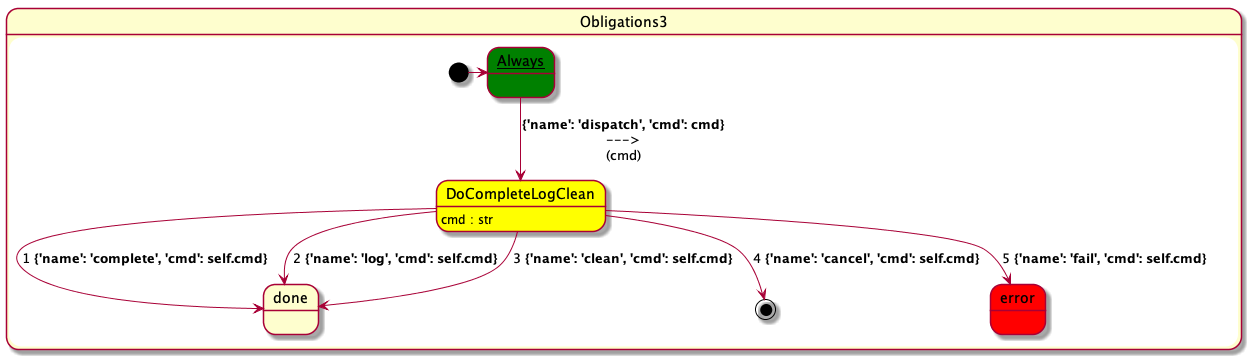 Obligations3
Always
{'name': 'dispatch', 'cmd': cmd}
--->
(cmd)
DoCompleteLogClean
cmd : str
1 {'name': 'complete', 'cmd': self.cmd}
2 {'name': 'log', 'cmd': self.cmd}
3 {'name': 'clean', 'cmd': self.cmd}
4 {'name': 'cancel', 'cmd': self.cmd}
5 {'name': 'fail', 'cmd': self.cmd}
done
error